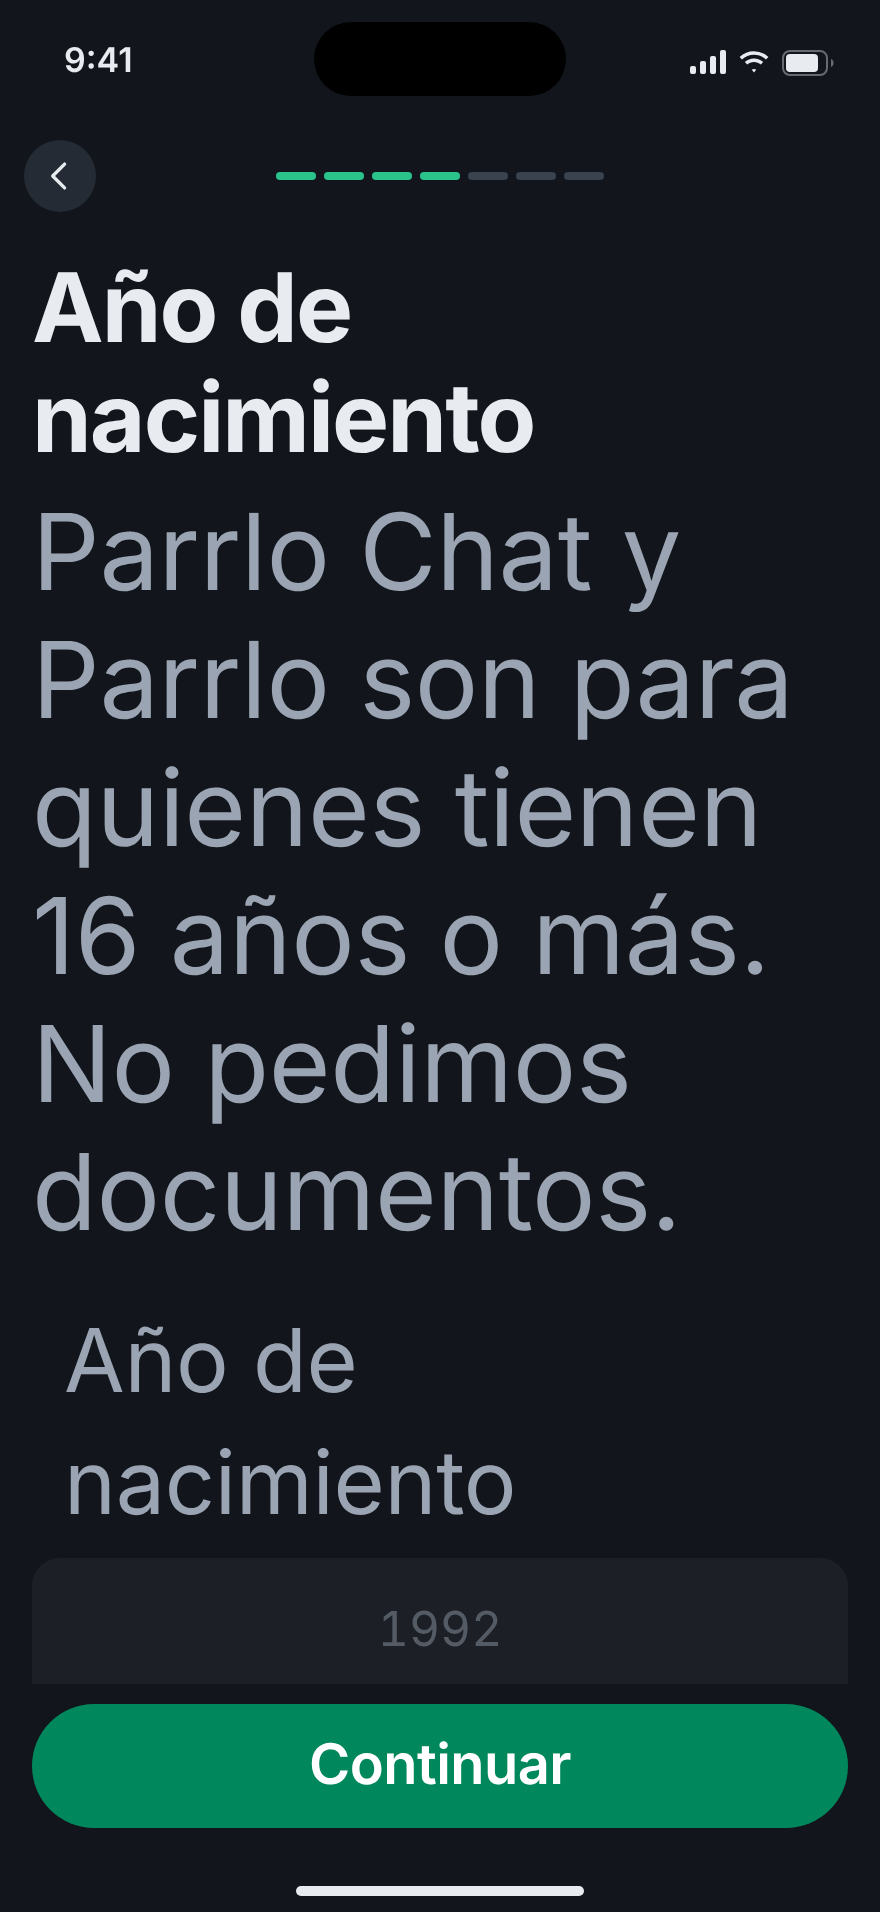 9:41
Año de
nacimiento
Parrlo Chat y
Parrlo son para
quienes tienen
16 años o más.
No pedimos
documentos.
Año de
nacimiento
1992
Continuar